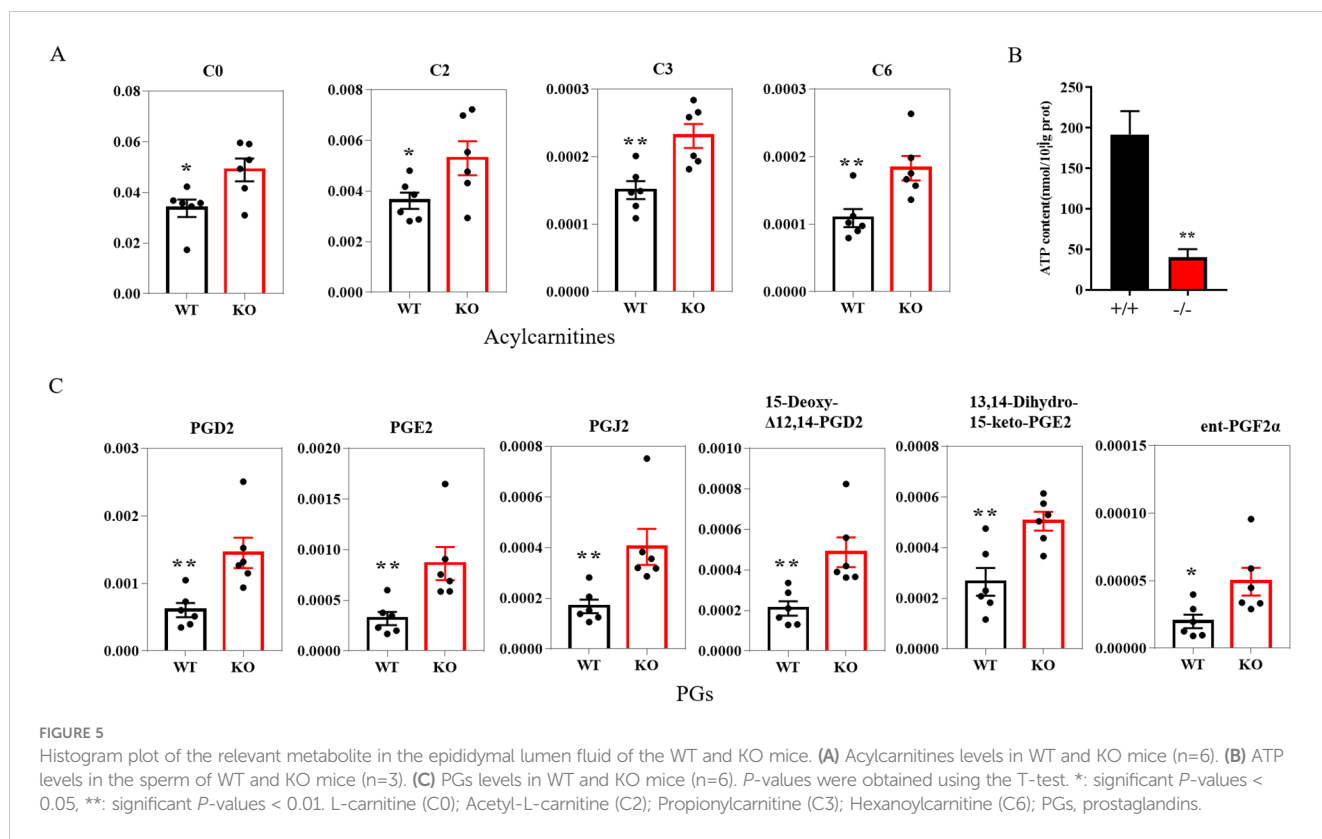 A
C0
0.08
0.06
0.04
0.02
0.00
*
WT KO
C2
0.008
0.006
0.004
0.002
0.000
*
WT KO
C3
0.0003
0.0002
0.0001
0.0000
**
WT KO
C6
0.0003
0.0002
0.0001
0.0000
**
WT KO
Acylcarnitines
B
ATP content(nmol/10⁶|lg prot)
250
200
150
100
50
0
**
+/+ -/-
C
PGD2
0.003
0.002
0.001
0.000
**
WT KO
PGE2
0.0020
0.0015
0.0010
0.0005
0.0000
**
WT KO
PGJ2
0.0008
0.0006
0.0004
0.0002
0.0000
**
WT KO
15-Deoxy-
Δ12,14-PGD2
0.0010
0.0008
0.0006
0.0004
0.0002
0.0000
**
WT KO
13,14-Dihydro-
15-keto-PGE2
0.0008
0.0006
0.0004
0.0002
0.0000
**
WT KO
ent-PGF2α
0.00015
0.00010
0.00005
0.00000
*
WT KO
PGs
FIGURE 5
Histogram plot of the relevant metabolite in the epididymal lumen fluid of the WT and KO mice. (A) Acylcarnitines levels in WT and KO mice (n=6). (B) ATP
levels in the sperm of WT and KO mice (n=3). (C) PGs levels in WT and KO mice (n=6). P-values were obtained using the T-test. *: significant P-values <
0.05, **: significant P-values < 0.01. L-carnitine (C0); Acetyl-L-carnitine (C2); Propionylcarnitine (C3); Hexanoylcarnitine (C6); PGs, prostaglandins.